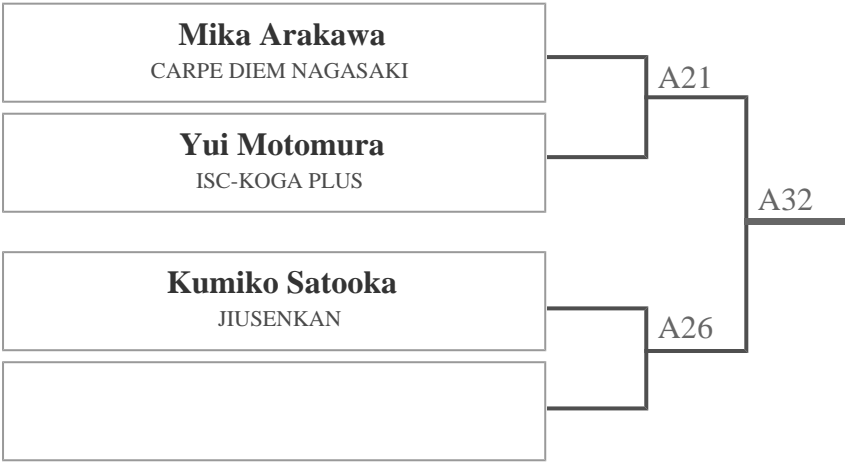 Mika Arakawa
CARPE DIEM NAGASAKI
A21
Yui Motomura
ISC-KOGA PLUS
A32
Kumiko Satooka
JIUSENKAN
A26